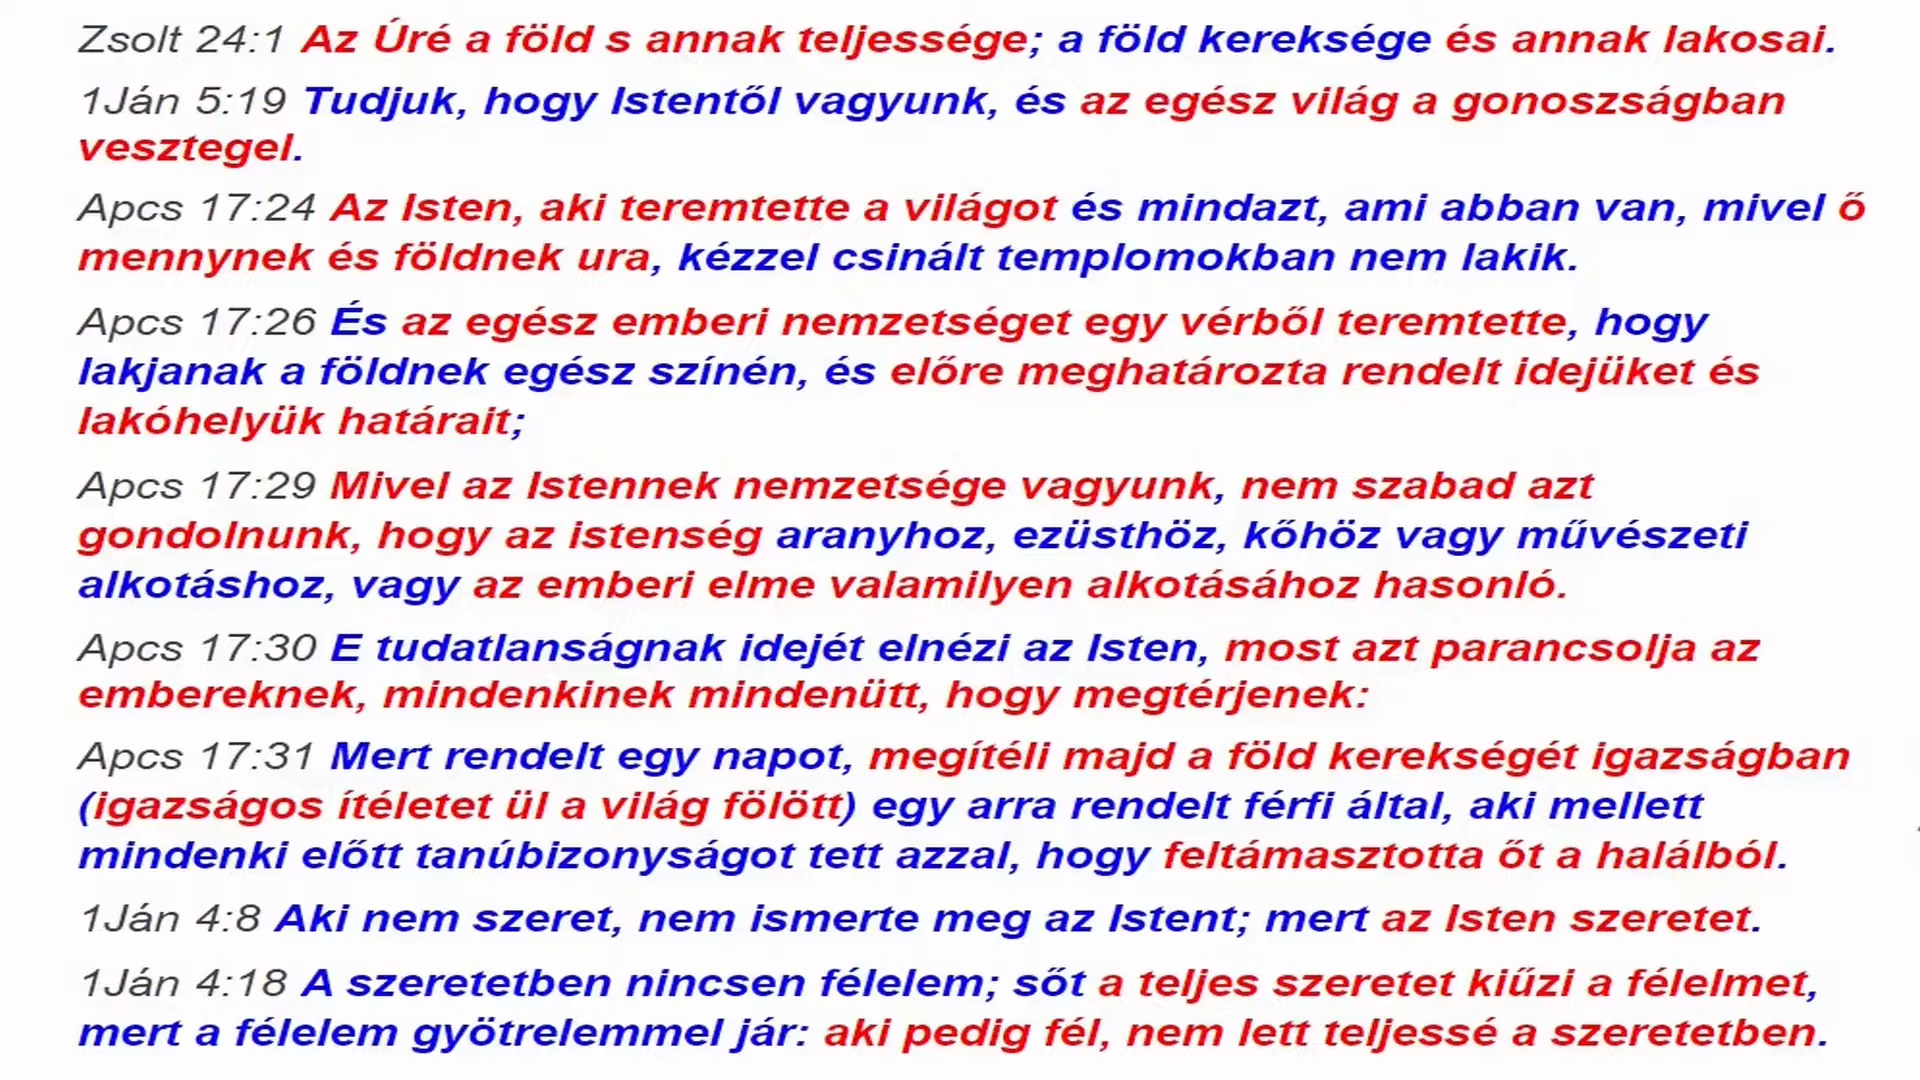 Zsolt 24:1 Az Úré a föld s annak teljessége; a föld kereksége és annak lakosai.
1Ján 5:19 Tudjuk, hogy Istentől vagyunk, és az egész világ a gonoszságban
vesztegel.
Apcs 17:24 Az Isten, aki teremtette a világot és mindazt, ami abban van, mivel ő
mennynek és földnek ura, kézzel csinált templomokban nem lakik.
Apcs 17:26 És az egész emberi nemzetséget egy vérből teremtette, hogy
lakjanak a földnek egész színén, és előre meghatározta rendelt idejüket és
lakóhelyük határait;
Apcs 17:29 Mivel az Istennek nemzetsége vagyunk, nem szabad azt
gondolnunk, hogy az istenség aranyhoz, ezüsthöz, kőhöz vagy művészeti
alkotáshoz, vagy az emberi elme valamilyen alkotásához hasonló.
Apcs 17:30 E tudatlanságnak idejét elnézi az Isten, most azt parancsolja az
embereknek, mindenkinek mindenütt, hogy megtérjenek:
Apcs 17:31 Mert rendelt egy napot, megítéli majd a föld kerekségét igazságban
(igazságos ítéletet ül a világ fölött) egy arra rendelt férfi által, aki mellett
mindenki előtt tanúbizonyságot tett azzal, hogy feltámasztotta őt a halálból.
1Ján 4:8 Aki nem szeret, nem ismerte meg az Istent; mert az Isten szeretet.
1Ján 4:18 A szeretetben nincsen félelem; sőt a teljes szeretet kiűzi a félelmet,
mert a félelem gyötrelemmel jár: aki pedig fél, nem lett teljessé a szeretetben.